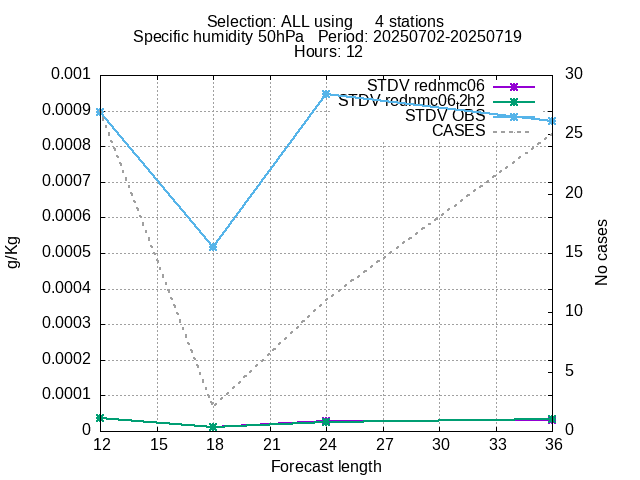 Selection: ALL using 4 stations
Specific humidity 50hPa Period: 20250702-20250719
Hours: 12
0.001
0.0009
0.0008
0.0007
0.0006
0.0005
0.0004
0.0003
0.0002
0.0001
0
g/Kg
STDV rednmc06
STDV rednmc06,2h2
STDV OBS
CASES
30
25
20
15
10
5
0
No cases
12 15 18 21 24 27 30 33 36
Forecast length